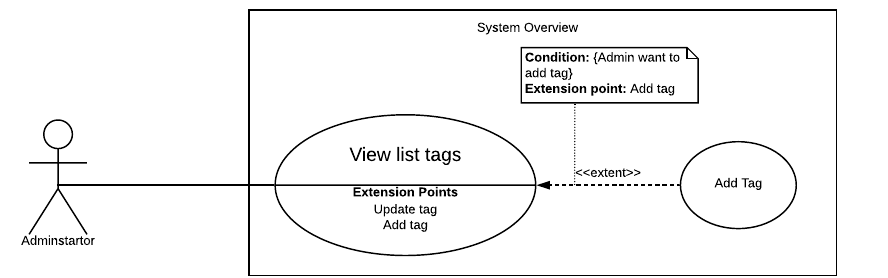 System Overview
Condition: {Admin want to
add tag}
Extension point: Add tag
View list tags
<<extent>>
Add Tag
Extension Points
Update tag
Add tag
Adminstartor